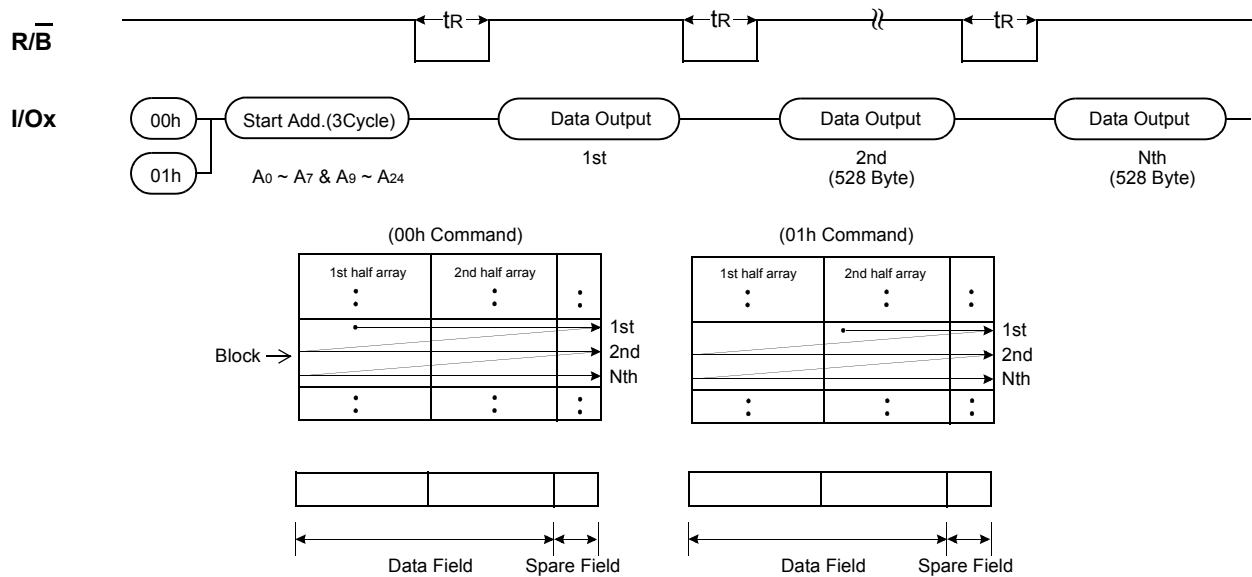 tR tR tR
R/B
I/Ox
00h Start Add.(3Cycle) Data Output Data Output Data Output
01h
A0 ~ A7 & A9 ~ A24
1st
2nd
(528 Byte)
Nth
(528 Byte)
(00h Command)
1st half array 2nd half array
1st
Block
2nd
Nth
(01h Command)
1st half array 2nd half array
1st
2nd
Nth
Data Field Spare Field
Data Field Spare Field